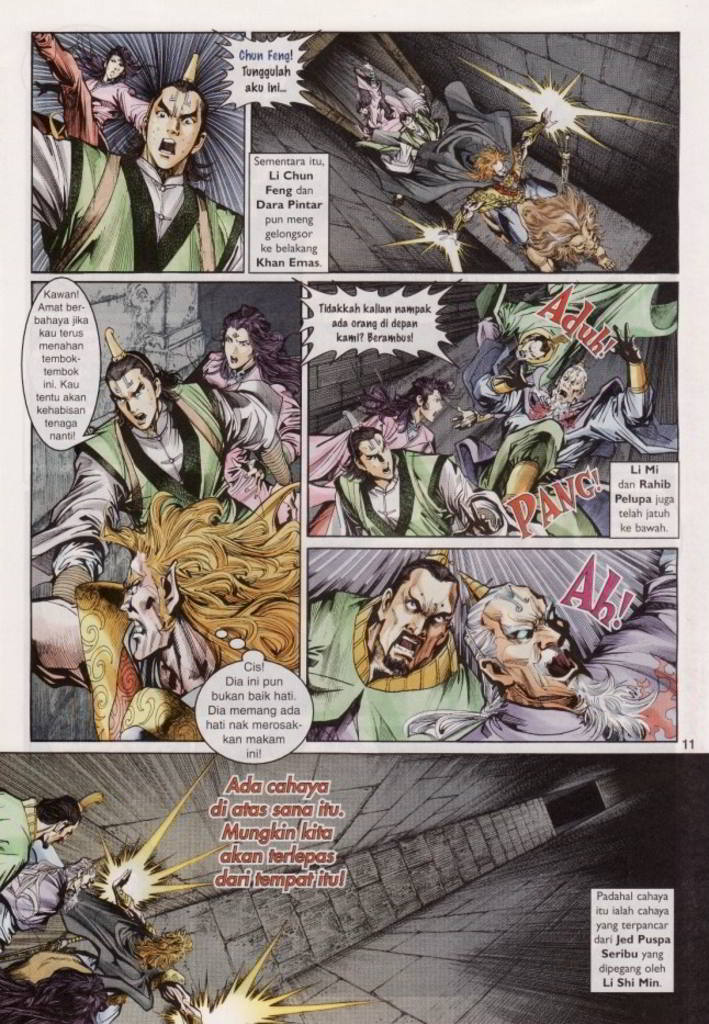 Chun Feng!
Tunggulah
aku ini...
Sementara itu,
Li Chun
Feng dan
Dara Pintar
pun meng
gelongsor
ke belakang
Khan Emas.
Kawan!
Amat ber-
bahaya jika
kau terus
menahan
tembok-
tembok
ini. Kau
tentu akan
kehabisan
tenaga
nanti!
Cis!
Dia ini pun
bukan baik hati.
Dia memang ada
hati nak merosak-
kan makam
ini!
Tidakkah kalian nampak
ada orang di depan
kami? Berambus!
Aduh!
PANG!
Li Mi
dan Rahib
Pelupa juga
telah jatuh
ke bawah.
Ah!
11
Ada cahaya
di atas sana itu.
Mungkin kita
akan terlepas
dari tempat itu!
Padahal cahaya
itu ialah cahaya
yang terpancar
dari Jed Puspa
Seribu yang
dipegang oleh
Li Shi Min.